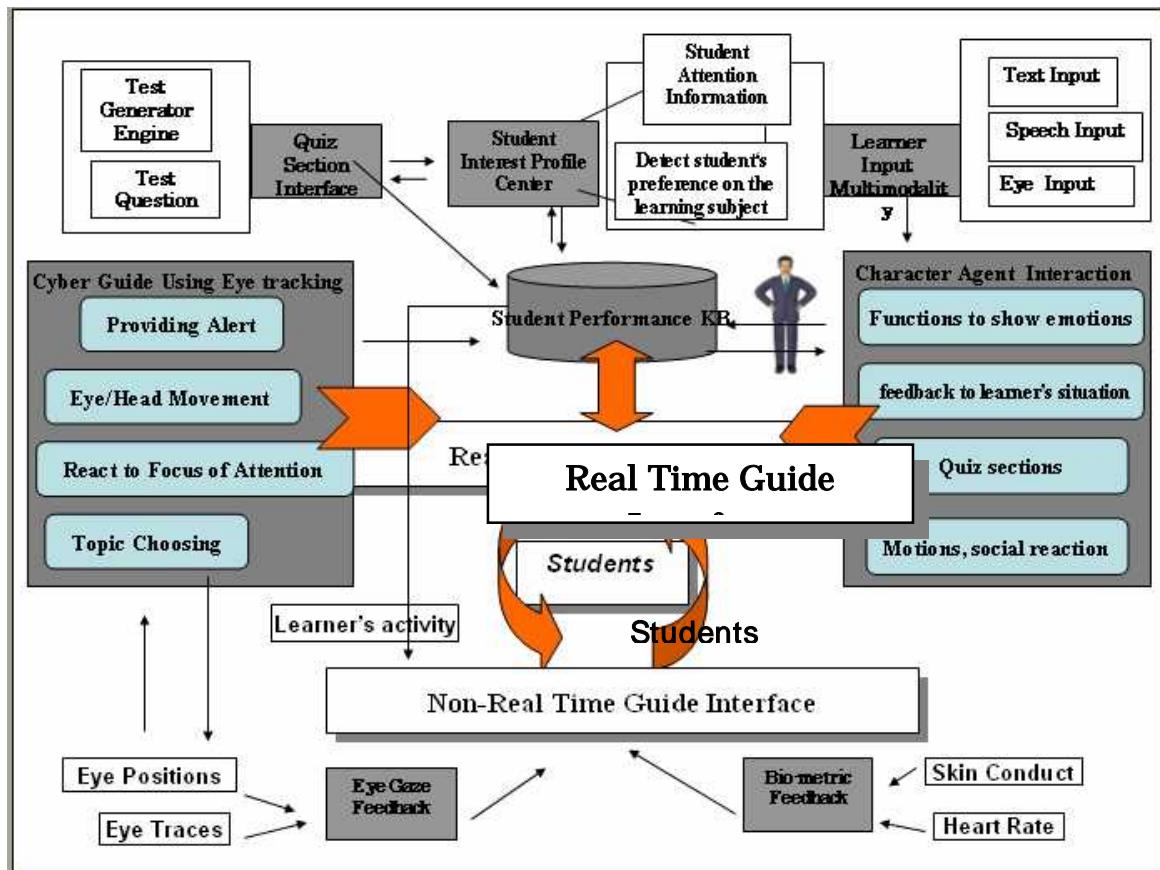 Test
Generator
Engine
Test
Question
Quiz
Section
Interface
Student
Interest Profile
Center
Student
Attention
Information
Detect student's
preference on the
learning subject
Learner
Input
Multimodalit
y
Text Input
Speech Input
Eye Input
Cyber Guide Using Eye tracking
Providing Alert
Eye/Head Movement
React to Focus of Attention
Topic Choosing
Student Performance KB
Character Agent Interaction
Functions to show emotions
feedback to learner's situation
Quiz sections
Motions, social reaction
Rea
Real Time Guide
Students
Students
Learner's activity
Non-Real Time Guide Interface
Eye Positions
Eye Traces
Eye Gaze
Feedback
Bio-metric
Feedback
Skin Conduct
Heart Rate